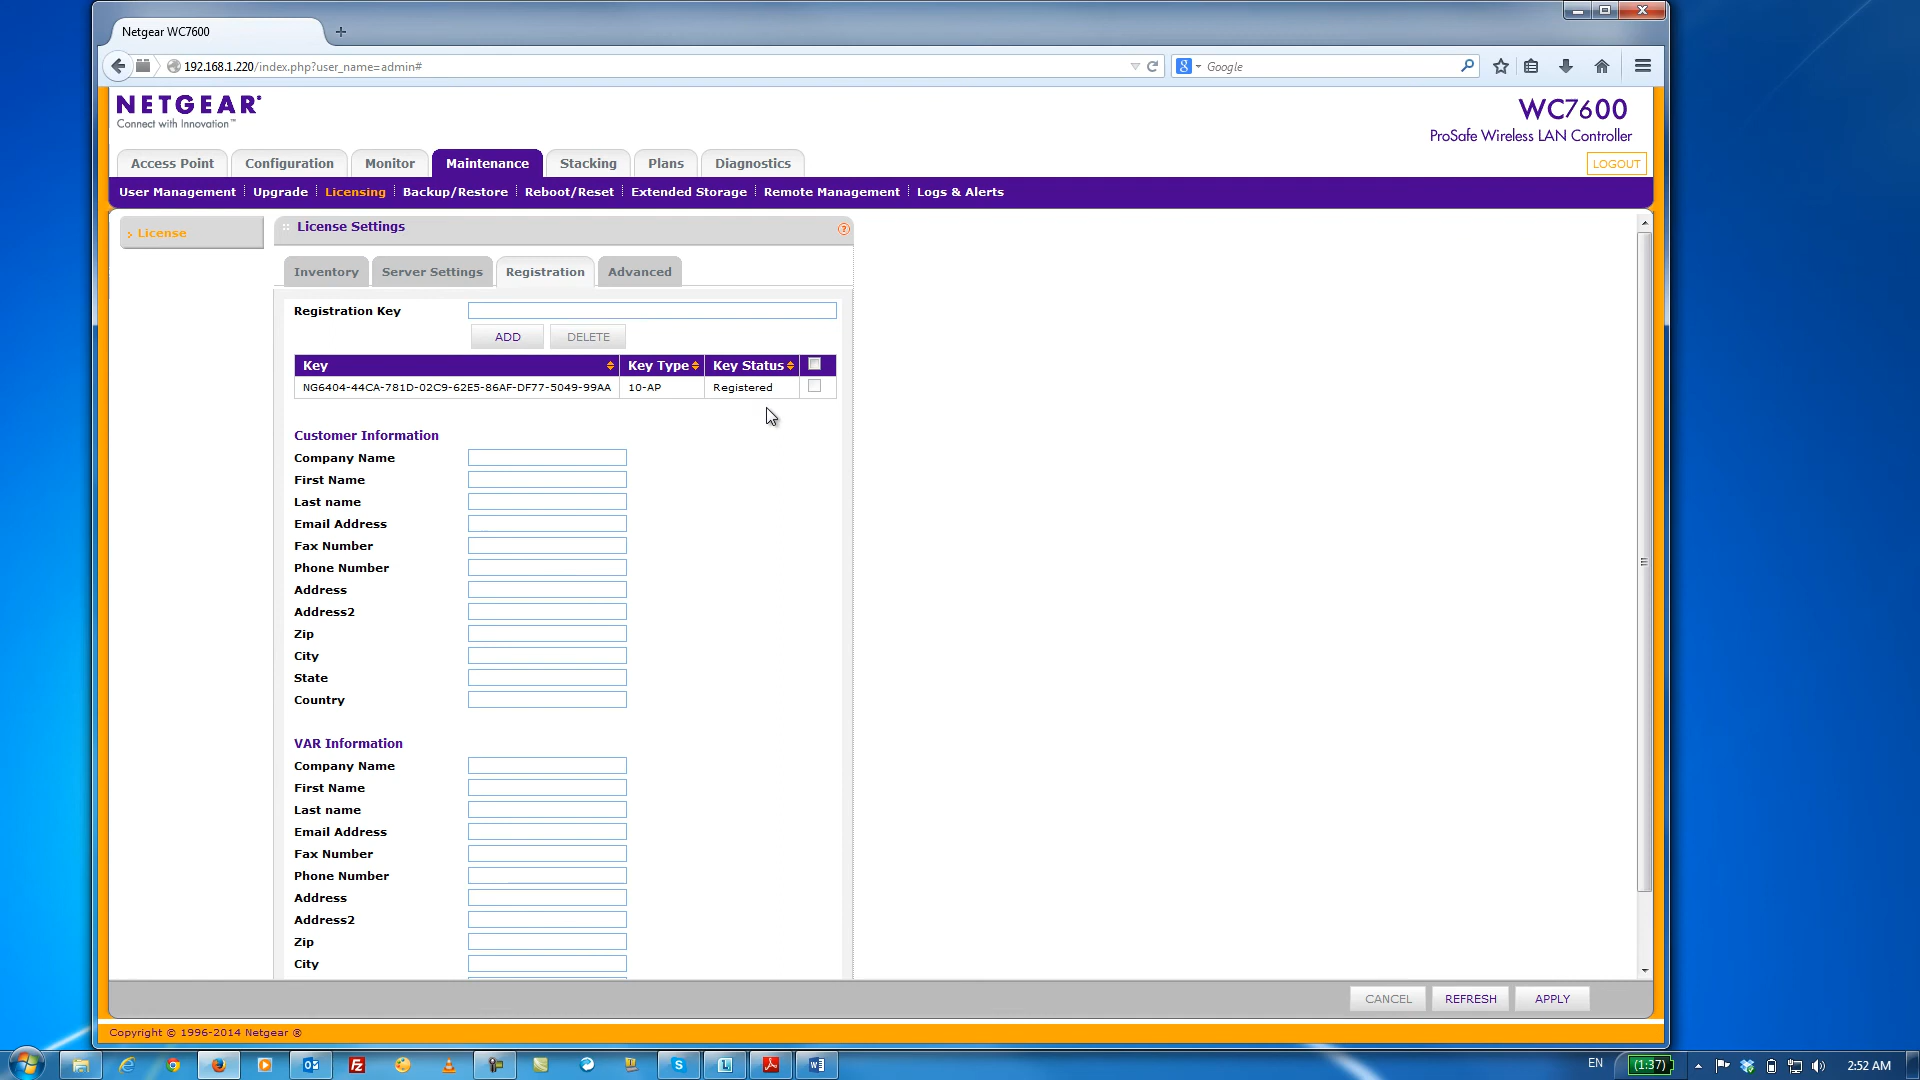 Netgear WC7600
192.168.1.220/index.php?user_name=admin#
Google
NETGEAR®
Connect with Innovation™
WC7600
ProSafe Wireless LAN Controller
Access Point
Configuration
Monitor
Maintenance
Stacking
Plans
Diagnostics
LOGOUT
User Management
Upgrade
Licensing
Backup/Restore
Reboot/Reset
Extended Storage
Remote Management
Logs & Alerts
License
License Settings
Inventory
Server Settings
Registration
Advanced
Registration Key
ADD
DELETE
Key
Key Type
Key Status
NG6404-44CA-781D-02C9-62E5-86AF-DF77-5049-99AA
10-AP
Registered
Customer Information
Company Name
First Name
Last name
Email Address
Fax Number
Phone Number
Address
Address2
Zip
City
State
Country
VAR Information
Company Name
First Name
Last name
Email Address
Fax Number
Phone Number
Address
Address2
Zip
City
CANCEL
REFRESH
APPLY
Copyright © 1996-2014 Netgear ®
EN
(1:37)
2:52 AM